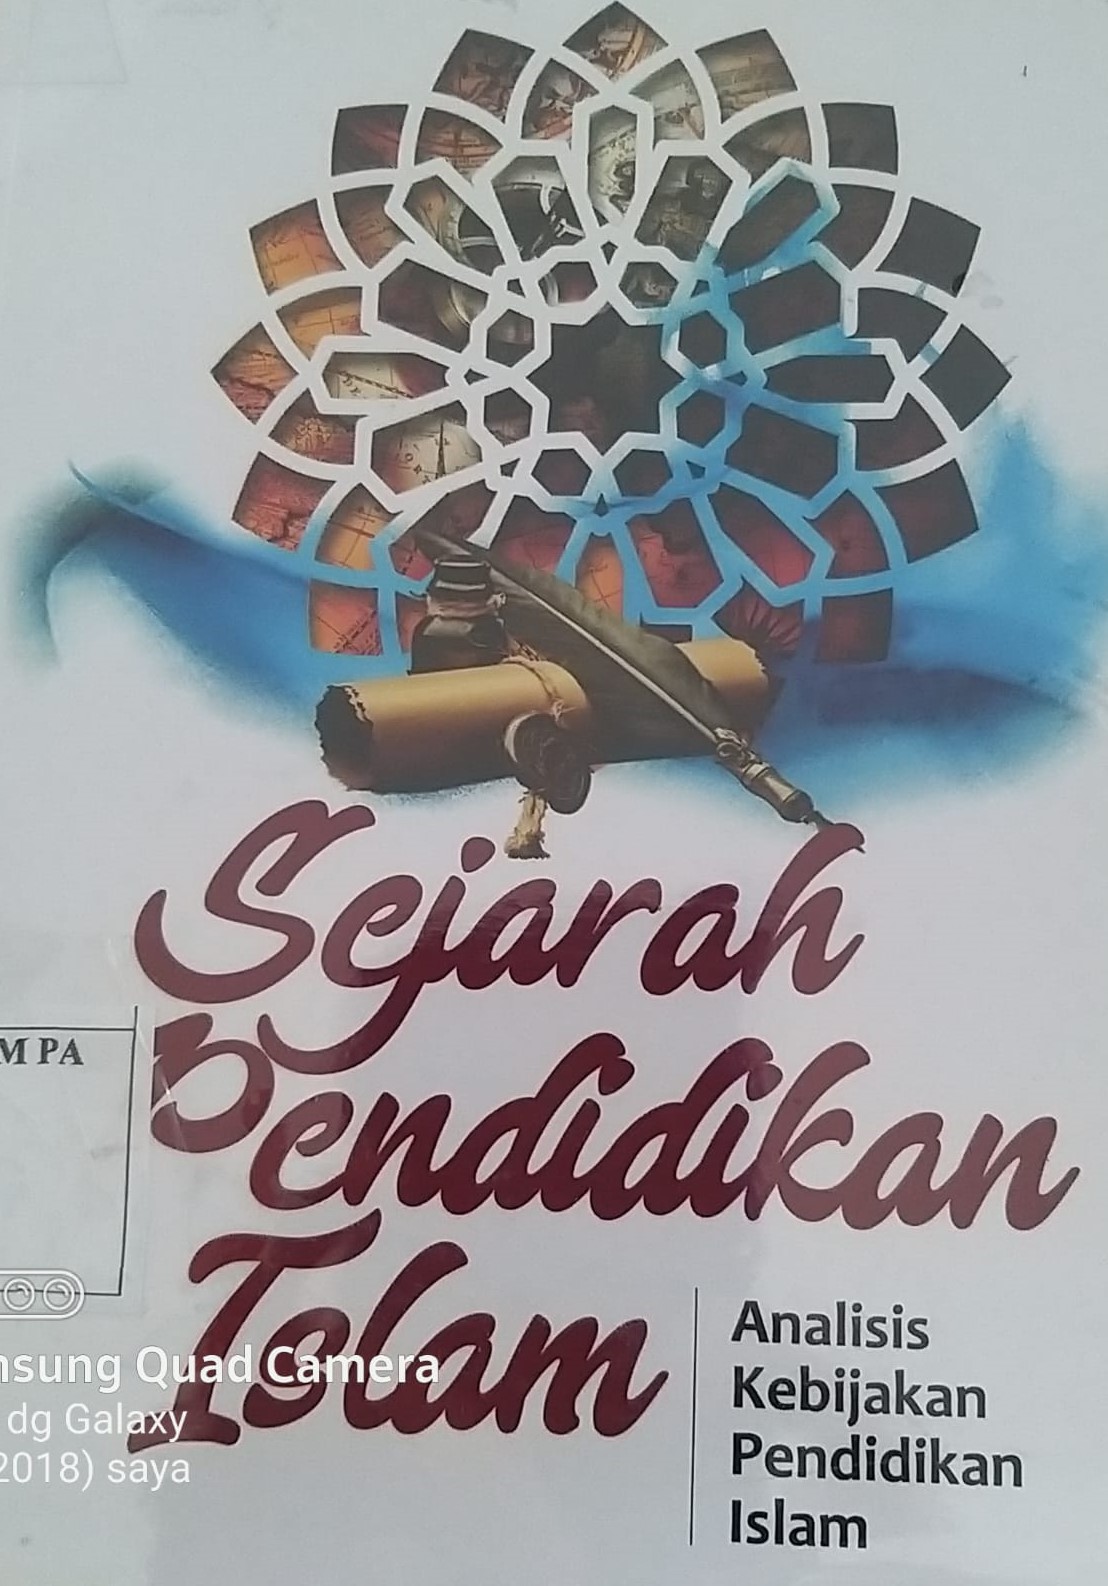 Sejarah
Pendidikan
Islam
Analisis
Kebijakan
Pendidikan
Islam
M PA
nsung Quad Camera
dg Galaxy
2018) saya